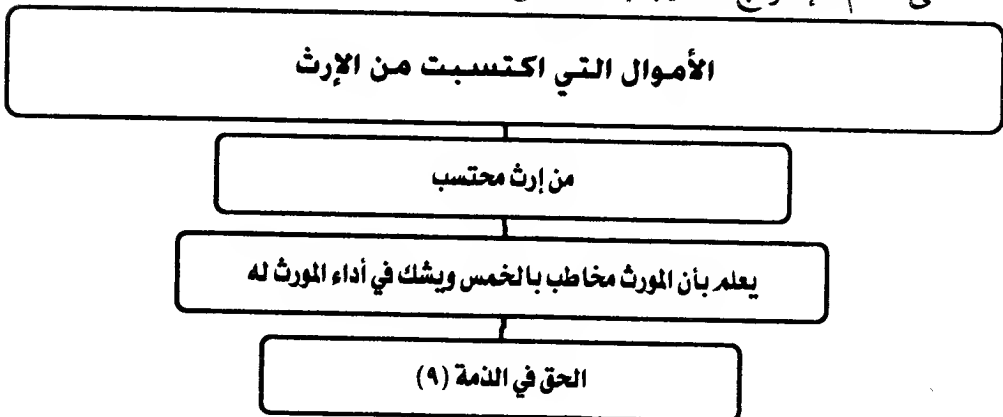 الأموال التي اكتسبت من الإرث
من إرث محتسب
يعلم بأن المورث مخاطب بالخمس ويشك في أداء المورث له
الحق في الذمة (٩)